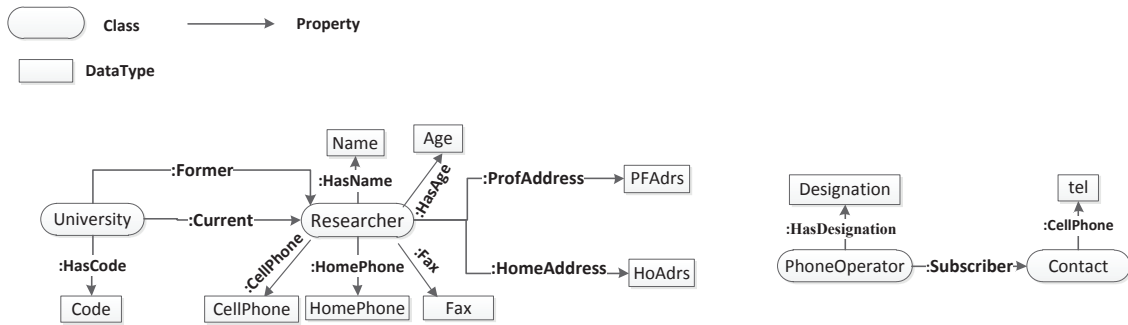 Class
Property
DataType
Name
Age
:Former
:HasName
:HasAge
:ProfAddress
PFAdrs
University
:Current
Researcher
:HasCode
:CellPhone
:HomePhone
:Fax
:HomeAddress
HoAdrs
Code
CellPhone
HomePhone
Fax
Designation
tel
:HasDesignation
:CellPhone
PhoneOperator
:Subscriber
Contact